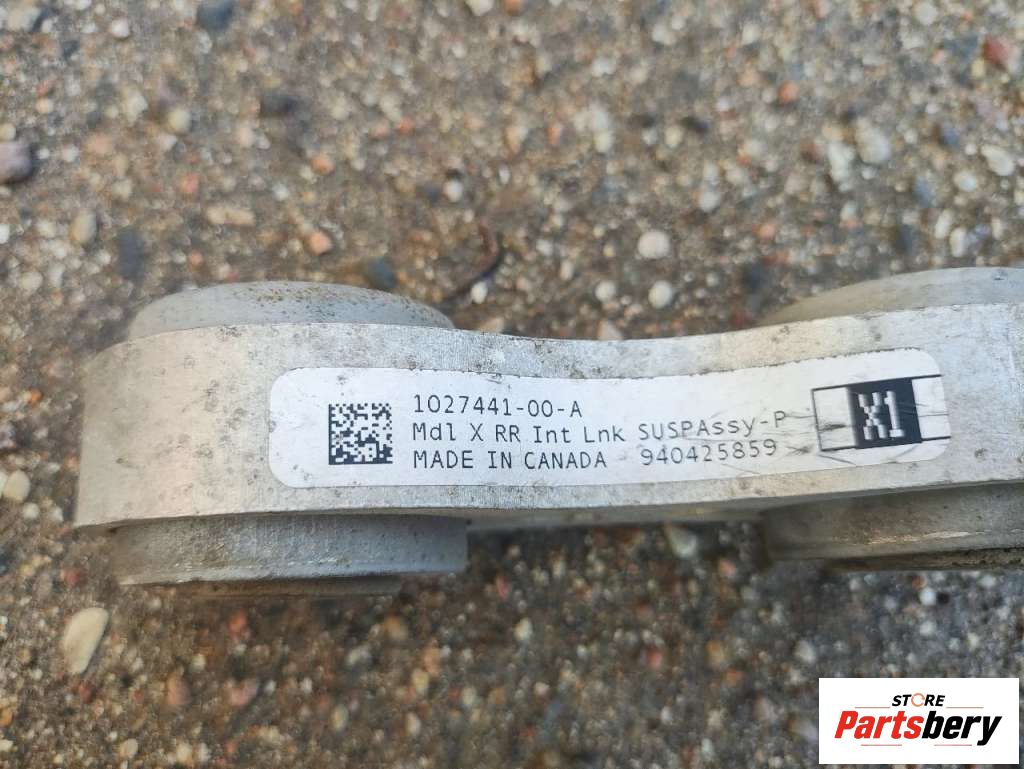 1027441-00-A
Mdl X RR Int Lnk SUSPAssy-P
MADE IN CANADA 940425859
X1
STORE
Partsbery